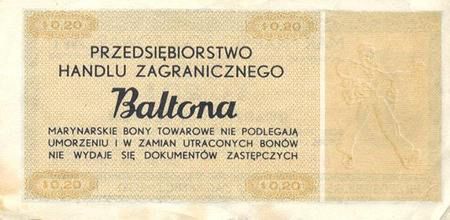 $ 0,20 $ 0,20
PRZEDSIĘBIORSTWO
HANDLU ZAGRANICZNEGO
Baltona
MARYNARSKIE BONY TOWAROWE NIE PODLEGAJĄ
UMORZENIU I W ZAMIAN UTRACONYCH BONÓW
NIE WYDAJE SIĘ DOKUMENTÓW ZASTĘPCZYCH
$ 0,20 $ 0,20